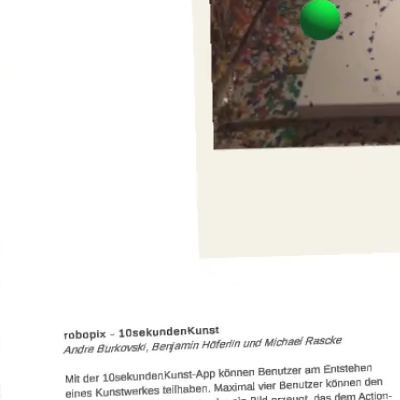 robopix - 10sekundenKunst
Andre Burkovski, Benjamin Höferlin und Michael Rascke
Mit der 10sekundenKunst-App können Benutzer am Entstehen
eines Kunstwerkes teilhaben. Maximal vier Benutzer können den
ein Bild erzeugt, das dem Action-